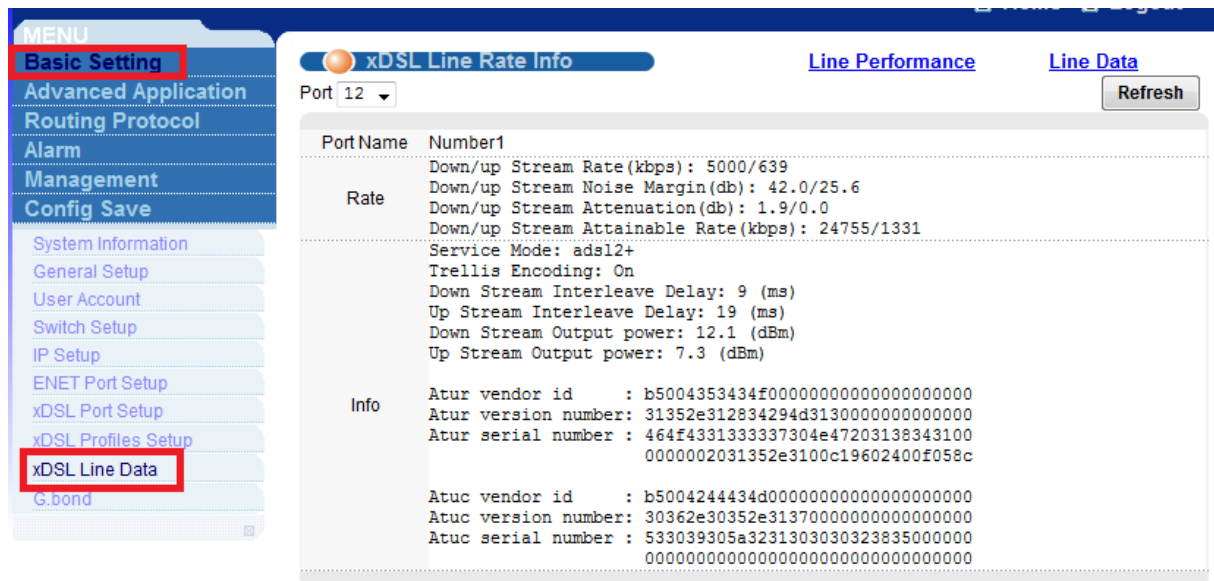 MENU
Basic Setting
Advanced Application
Routing Protocol
Alarm
Management
Config Save
System Information
General Setup
User Account
Switch Setup
IP Setup
ENET Port Setup
xDSL Port Setup
xDSL Profiles Setup
xDSL Line Data
G.bond
xDSL Line Rate Info
Line Performance
Line Data
Port 12
Refresh
Port Name Number1
Rate
Down/up Stream Rate(kbps): 5000/639
Down/up Stream Noise Margin(db): 42.0/25.6
Down/up Stream Attenuation(db): 1.9/0.0
Down/up Stream Attainable Rate(kbps): 24755/1331
Info
Service Mode: adsl2+
Trellis Encoding: On
Down Stream Interleave Delay: 9 (ms)
Up Stream Interleave Delay: 19 (ms)
Down Stream Output power: 12.1 (dBm)
Up Stream Output power: 7.3 (dBm)
Atur vendor id : b5004353434f00000000000000000000
Atur version number: 31352e312834294d3130000000000000
Atur serial number : 464f4331333337304e47203138343100
0000002031352e3100c19602400f058c
Atuc vendor id : b5004244434d00000000000000000000
Atuc version number: 30362e30352e31370000000000000000
Atuc serial number : 533039305a3231303030323835000000
00000000000000000000000000000000